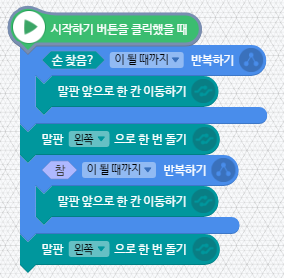 시작하기 버튼을 클릭했을 때
손 찾음? 이 될 때까지 반복하기
말판 앞으로 한 칸 이동하기
말판 왼쪽 으로 한 번 돌기
참 이 될 때까지 반복하기
말판 앞으로 한 칸 이동하기
말판 왼쪽 으로 한 번 돌기